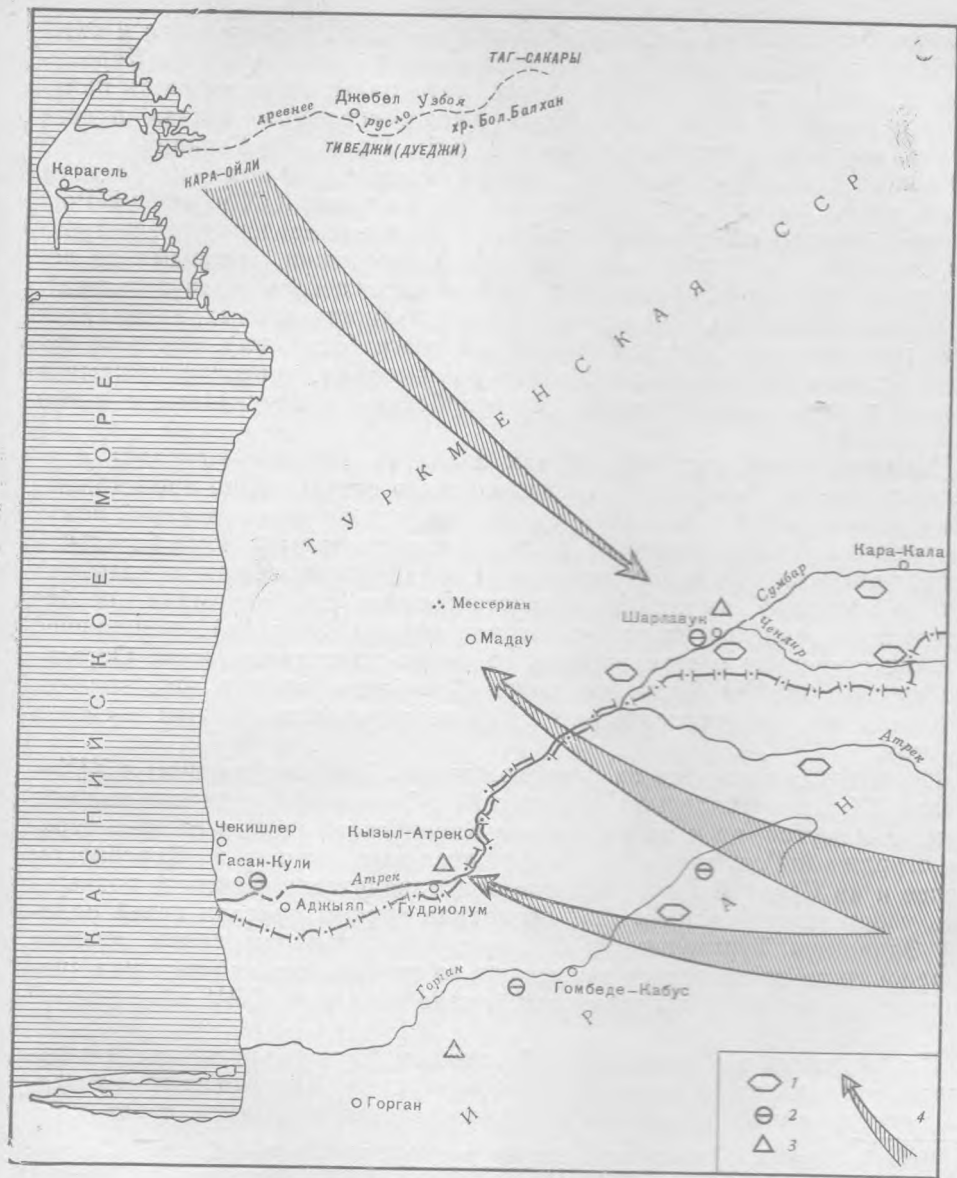 ТАГ-САКАРЫ
Джебел
Узбоя
древнее
русло
хр. Бол. Балхан
ТИВЕДЖИ (ДУЕДЖИ)
КАРА-ОЙЛИ
Карагель
ТУРКМЕНСКАЯ ССР
КАСПИЙСКОЕ МОРЕ
Кара-Кала
Сумбар
Мессериан
Шарлавук
Чендир
Мадау
Атрек
Чекишлер
Кызыл-Атрек
Гасан-Кули
Атрек
Аджыяп
Гудриолум
Горган
Гомбеде-Кабус
ИРАН
Горган
1
2
3
4